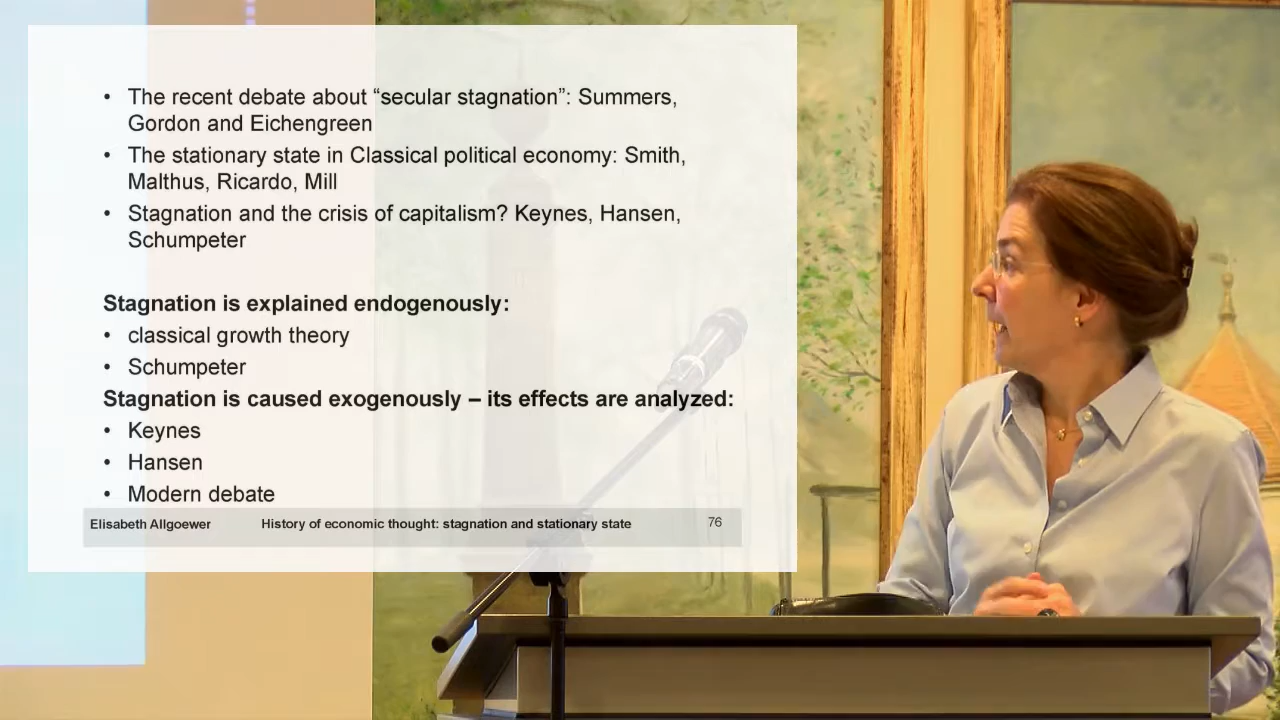 • The recent debate about “secular stagnation”: Summers,
Gordon and Eichengreen
• The stationary state in Classical political economy: Smith,
Malthus, Ricardo, Mill
• Stagnation and the crisis of capitalism? Keynes, Hansen,
Schumpeter
Stagnation is explained endogenously:
• classical growth theory
• Schumpeter
Stagnation is caused exogenously – its effects are analyzed:
• Keynes
• Hansen
• Modern debate
Elisabeth Allgoewer History of economic thought: stagnation and stationary state 76